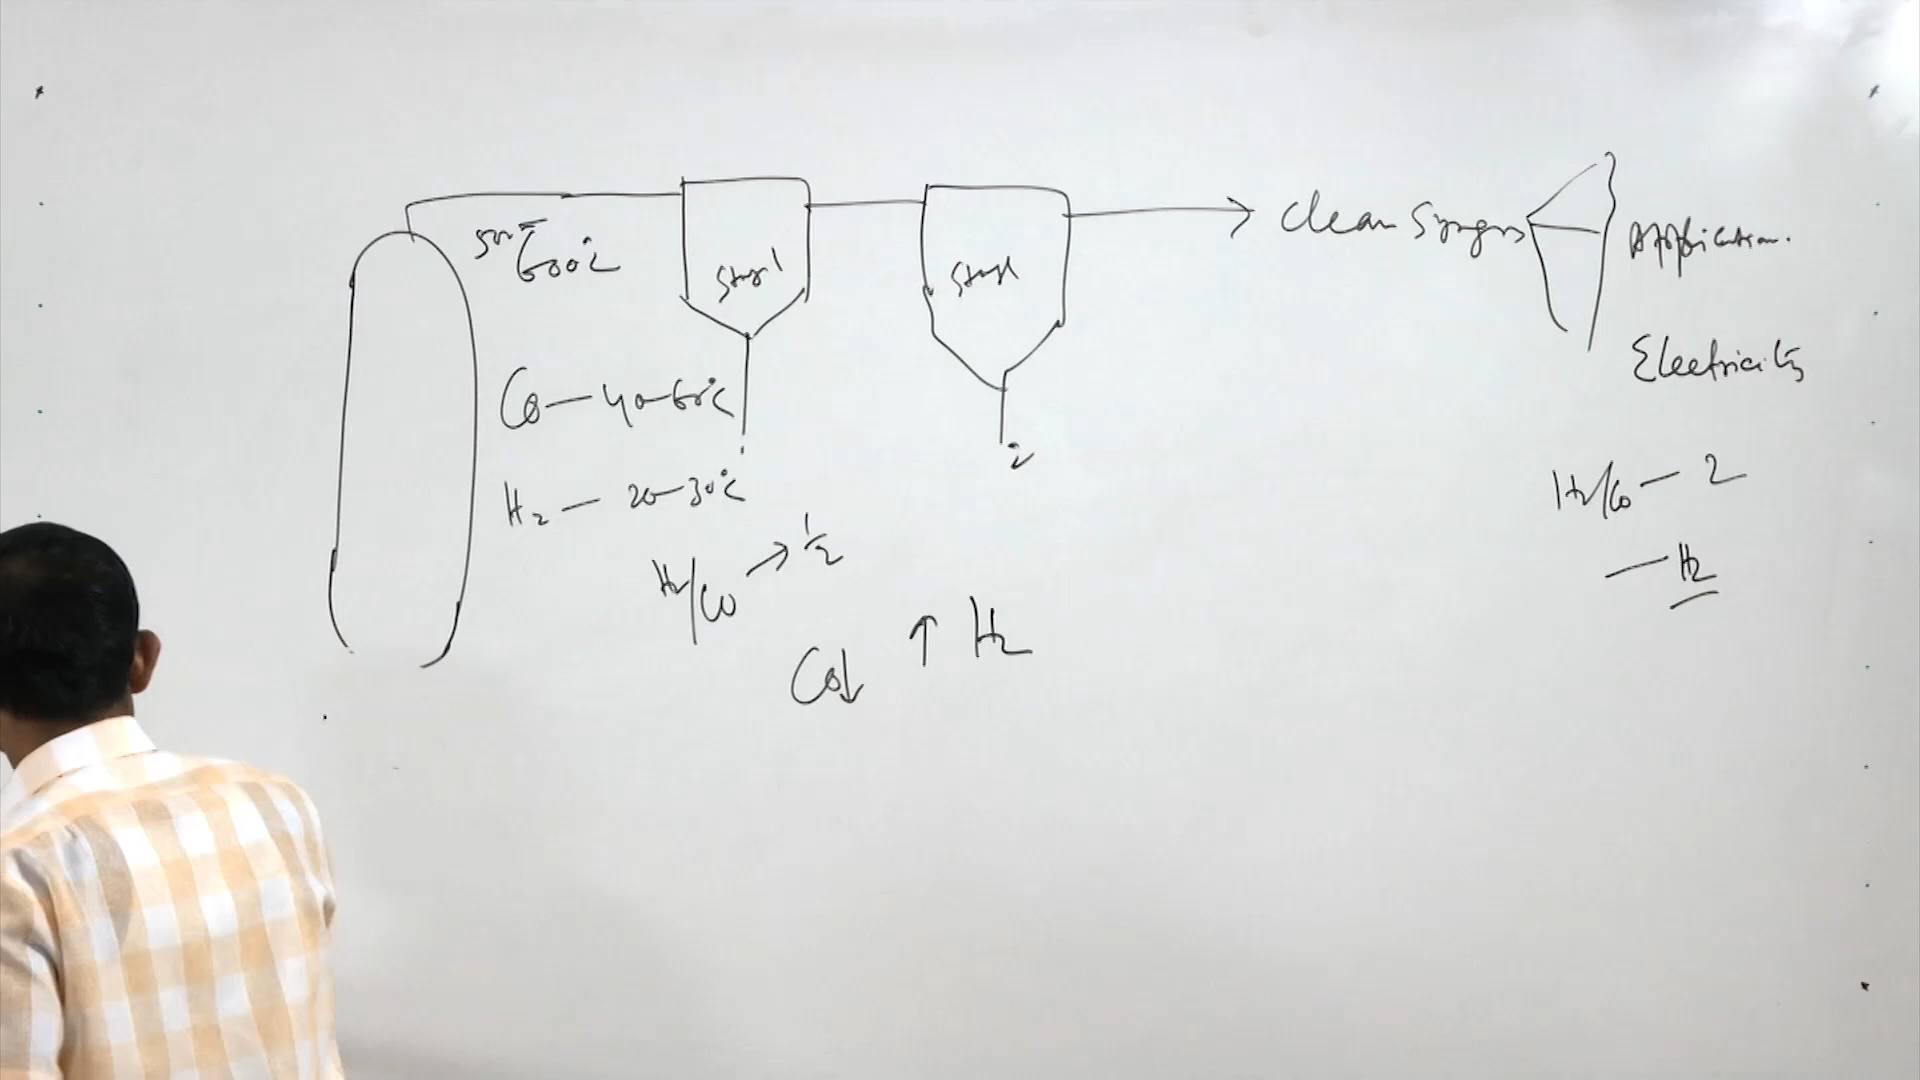 500-600°C
Stage 1
Stage 1
Clean Syngas
Application.
Electricity
CO — 40-60°C
2
H2 — 20-30°C
H2/CO — 2
H2/CO → 1/2
— H2
↑ H2
CO↓